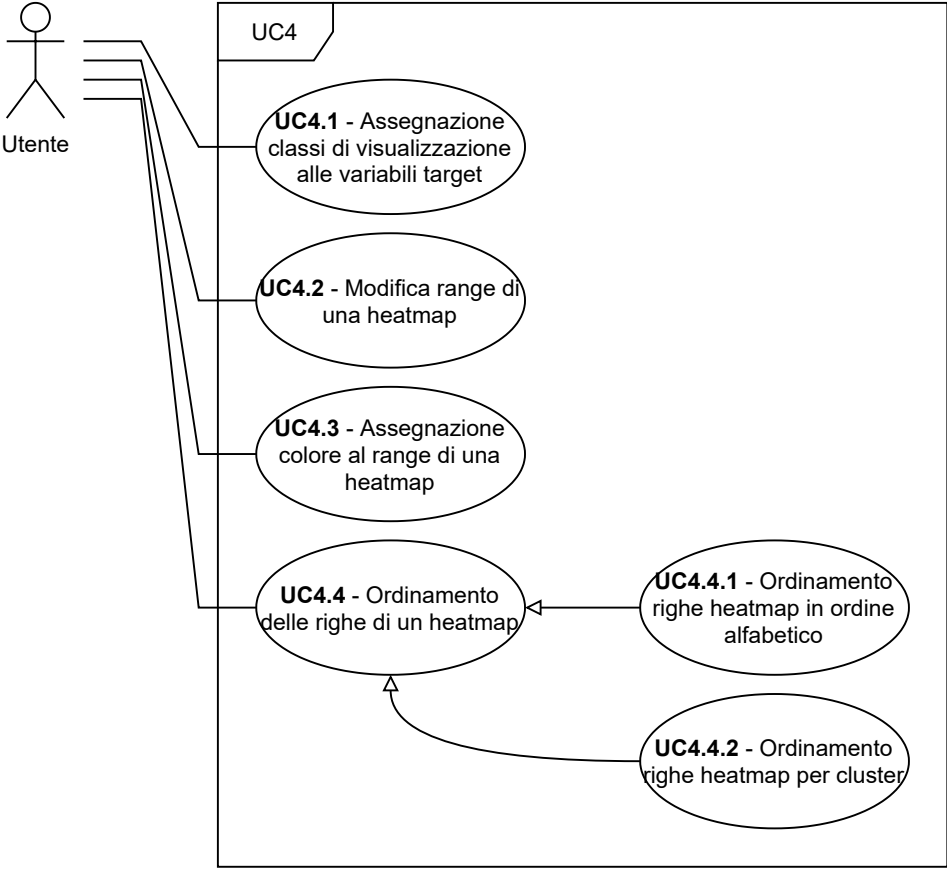 UC4
Utente
UC4.1 - Assegnazione
classi di visualizzazione
alle variabili target
UC4.2 - Modifica range di
una heatmap
UC4.3 - Assegnazione
colore al range di una
heatmap
UC4.4 - Ordinamento
delle righe di un heatmap
UC4.4.1 - Ordinamento
righe heatmap in ordine
alfabetico
UC4.4.2 - Ordinamento
righe heatmap per cluster